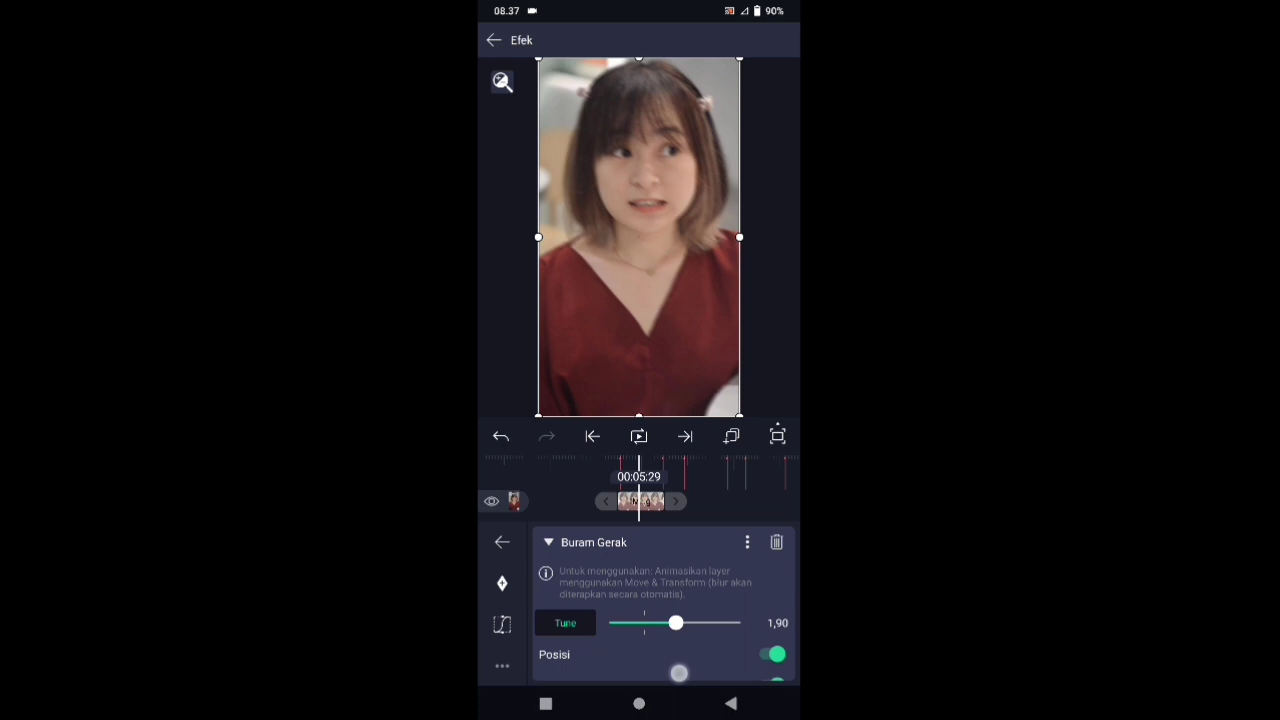 08.37
90%
Efek
00:05:29
Buram Gerak
Untuk menggunakan: Animasikan layer
menggunakan Move & Transform (blur akan
diterapkan secara otomatis).
Tune
1,90
Posisi